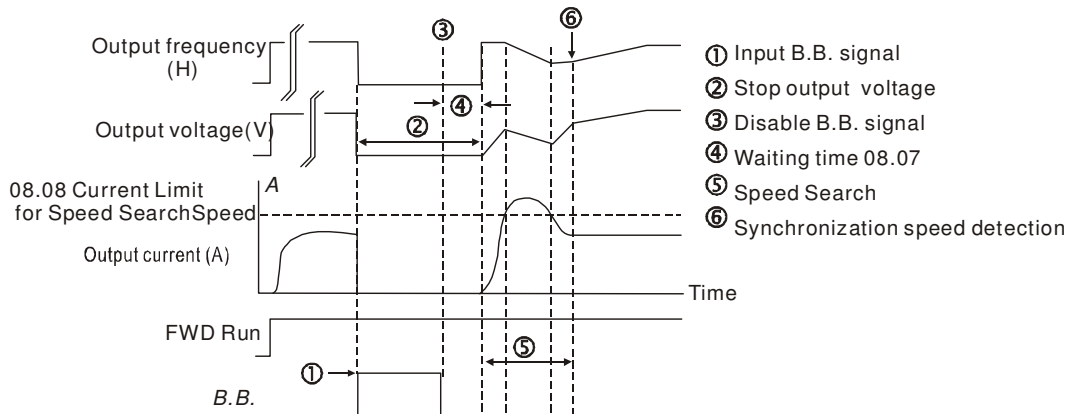 ③
⑥
Output frequency
(H)
④
② 
Output voltage(V)
08.08 Current Limit
for Speed SearchSpeed
A
Output current (A)
Time
FWD Run
⑤
①
B.B.
① Input B.B. signal
② Stop output voltage
③ Disable B.B. signal
④ Waiting time 08.07
⑤ Speed Search
⑥ Synchronization speed detection